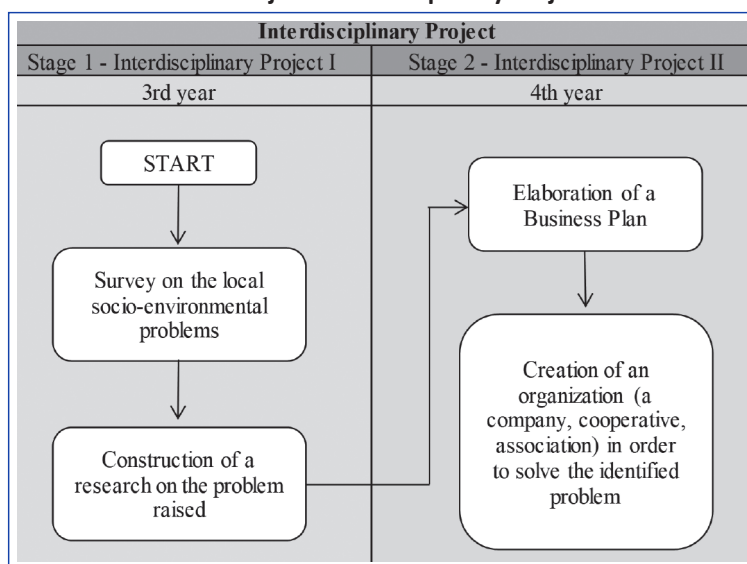 Interdisciplinary Project
Stage 1 - Interdisciplinary Project I
Stage 2 - Interdisciplinary Project II
3rd year
4th year
START
Survey on the local
socio-environmental
problems
Construction of a
research on the problem
raised
Elaboration of a
Business Plan
Creation of an
organization (a
company, cooperative,
association) in order
to solve the identified
problem